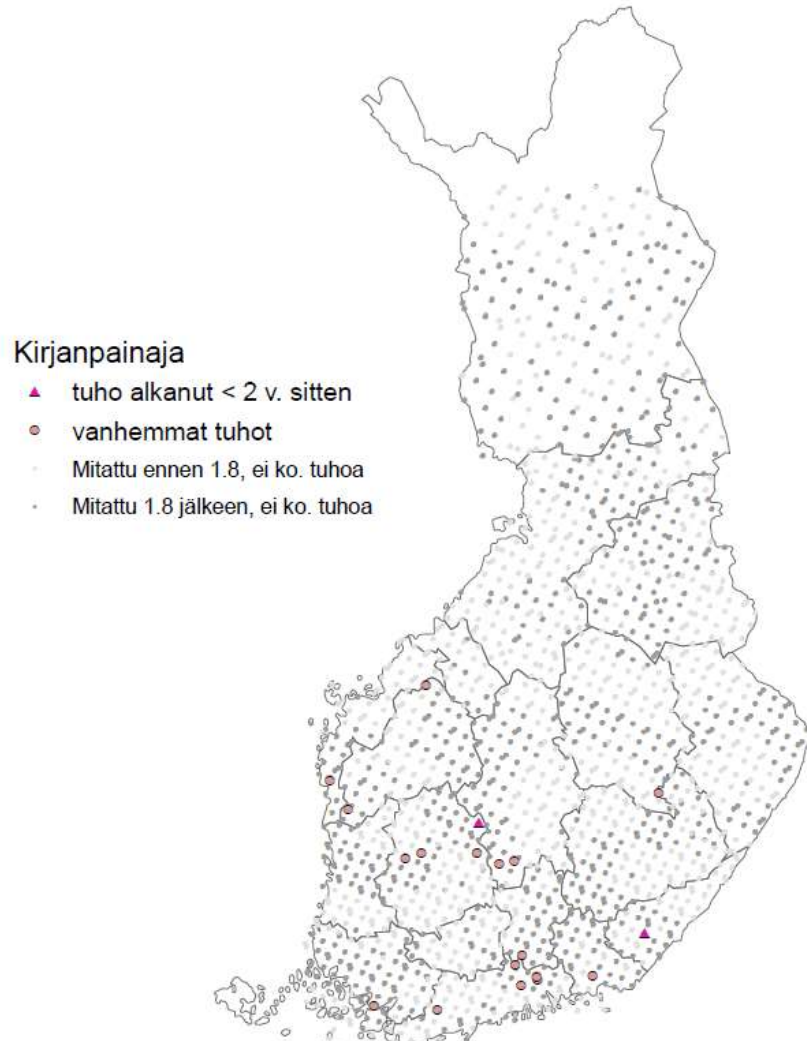 Kirjanpainaja
tuho alkanut < 2 v. sitten
vanhemmat tuhot
Mitattu ennen 1.8, ei ko. tuhoa
Mitattu 1.8 jälkeen, ei ko. tuhoa